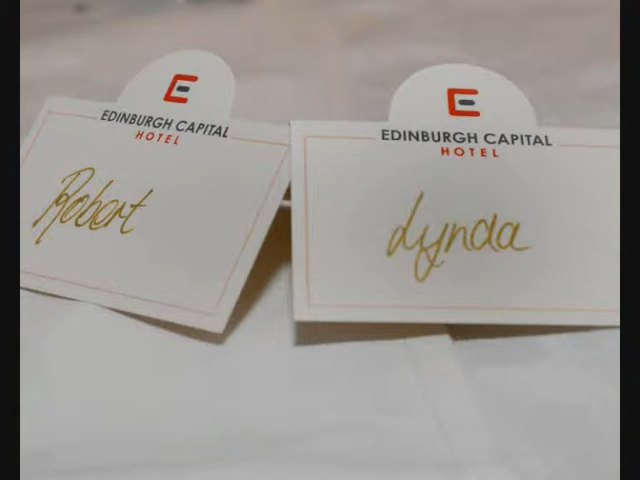 E
EDINBURGH CAPITAL
HOTEL
Robert
E
EDINBURGH CAPITAL
HOTEL
Lynda